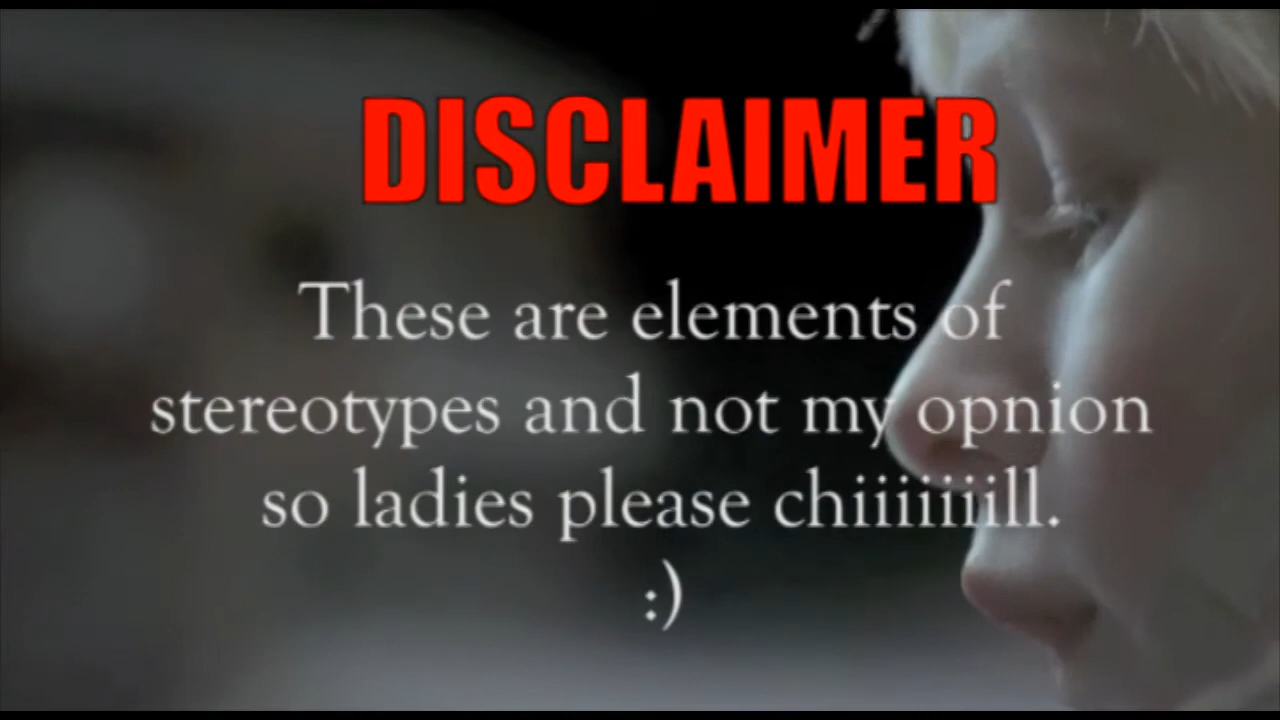 DISCLAIMER
These are elements of
stereotypes and not my opnion
so ladies please chiiiiiiill.
:)